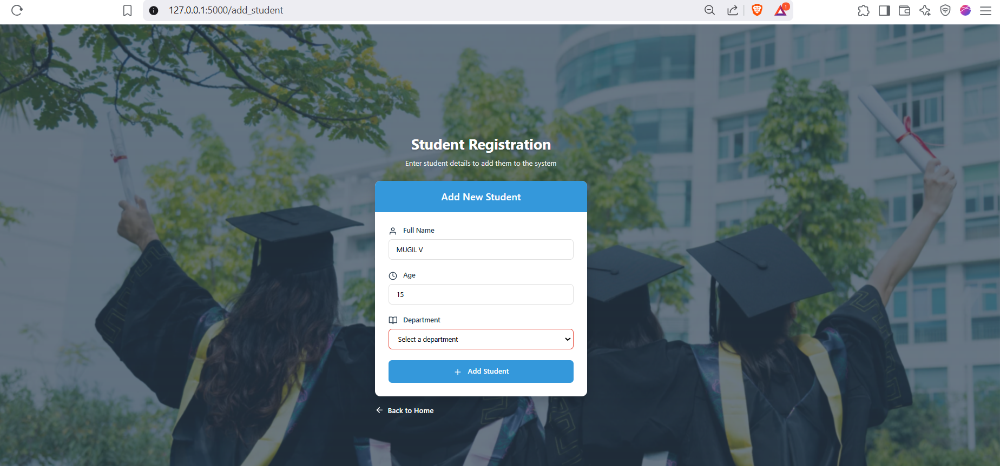 127.0.0.1:5000/add_student
1
Student Registration
Enter student details to add them to the system
Add New Student
Full Name
MUGIL V
Age
15
Department
Select a department
+ Add Student
← Back to Home